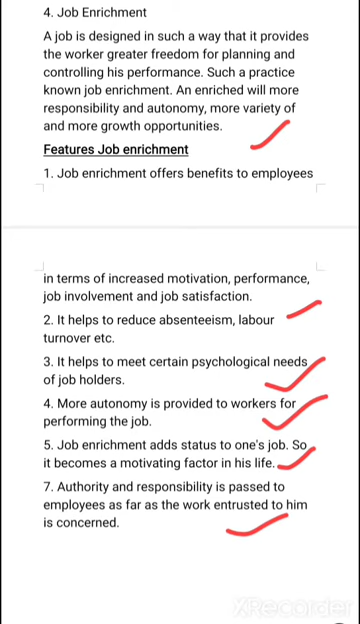 4. Job Enrichment
A job is designed in such a way that it provides
the worker greater freedom for planning and
controlling his performance. Such a practice
known job enrichment. An enriched will more
responsibility and autonomy, more variety of
and more growth opportunities.
Features Job enrichment
1. Job enrichment offers benefits to employees
in terms of increased motivation, performance,
job involvement and job satisfaction.
2. It helps to reduce absenteeism, labour
turnover etc.
3. It helps to meet certain psychological needs
of job holders.
4. More autonomy is provided to workers for
performing the job.
5. Job enrichment adds status to one's job. So
it becomes a motivating factor in his life.
7. Authority and responsibility is passed to
employees as far as the work entrusted to him
is concerned.
XRecorder